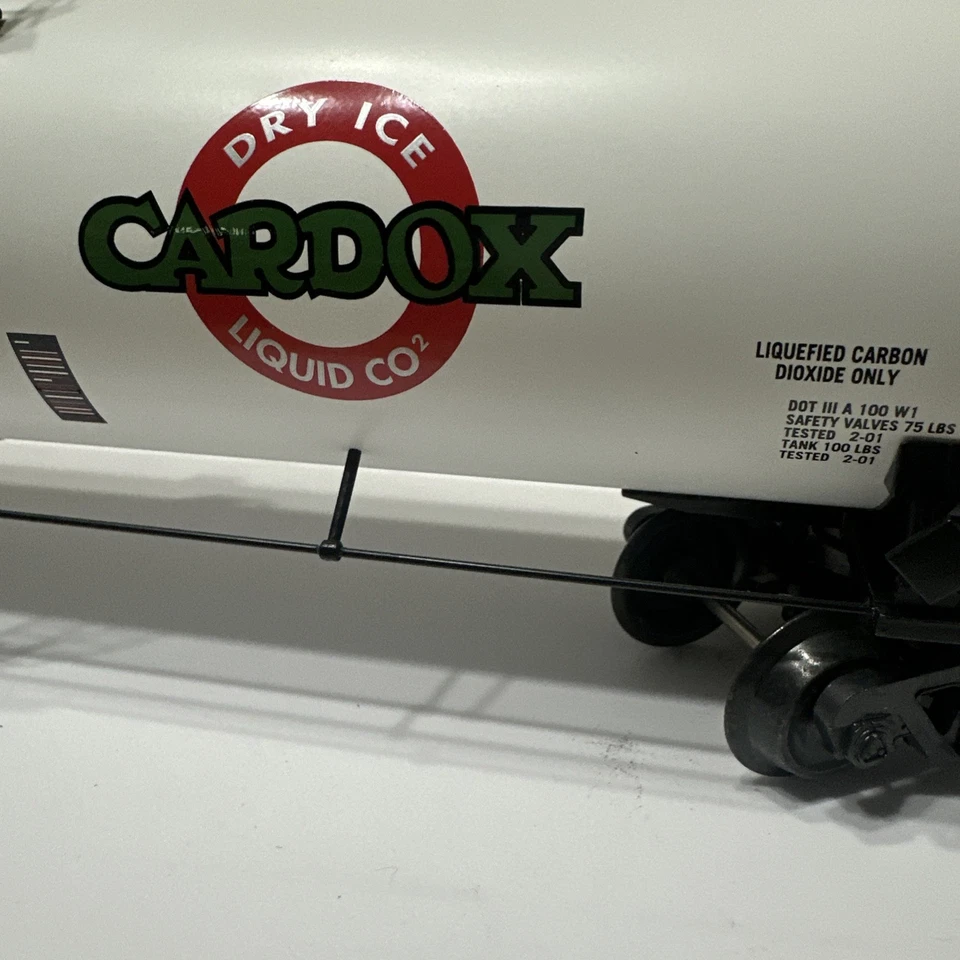 DRY ICE
CARDOX
LIQUID CO²
LIQUEFIED CARBON
DIOXIDE ONLY
DOT III A 100 W1
SAFETY VALVES 75 LBS
TESTED 2-01
TANK 100 LBS
TESTED 2-01